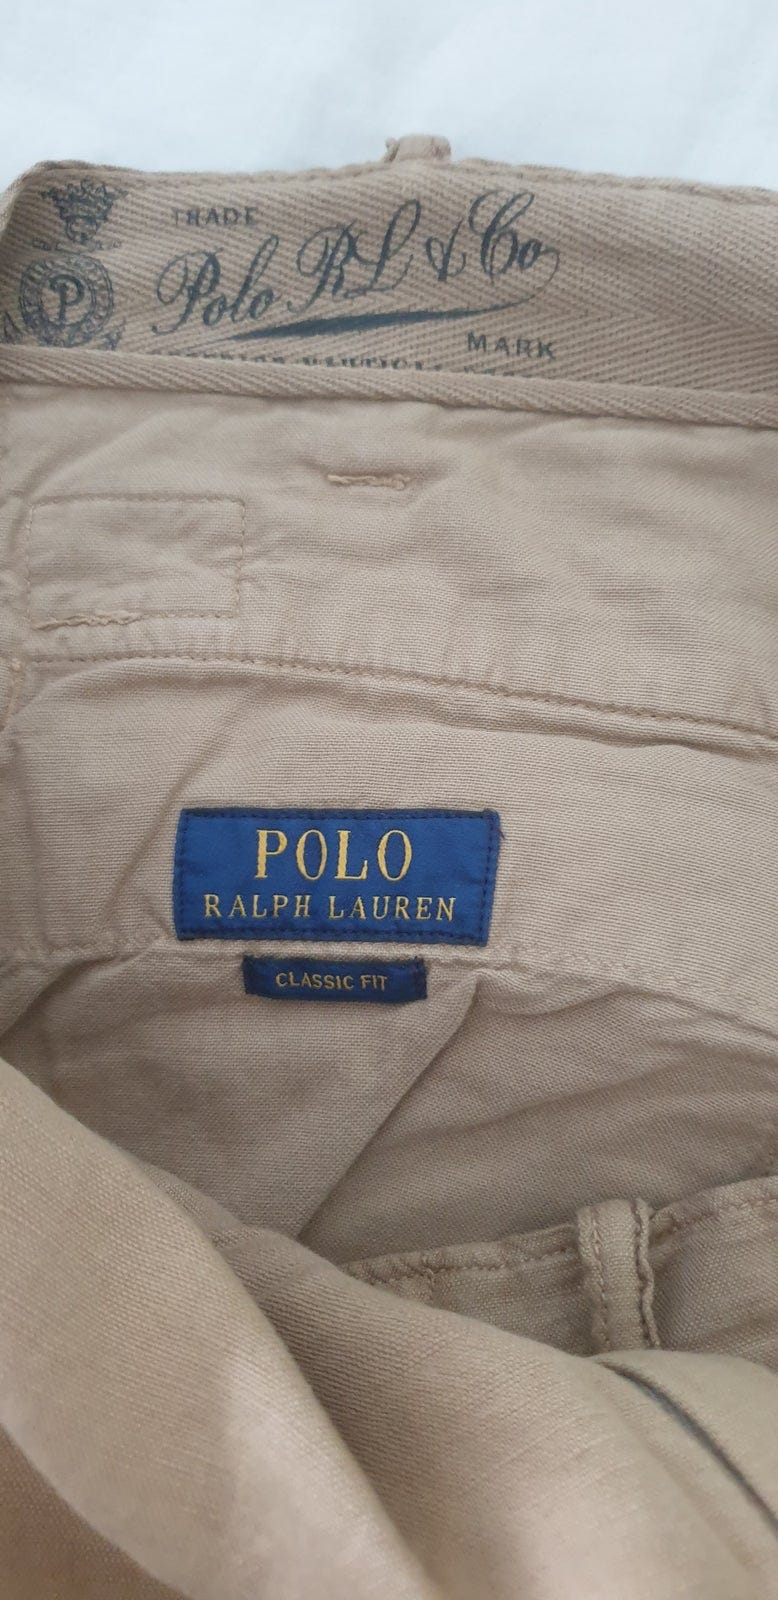 TRADE
Polo RL & Co
P
MARK
POLO
RALPH LAUREN
CLASSIC FIT